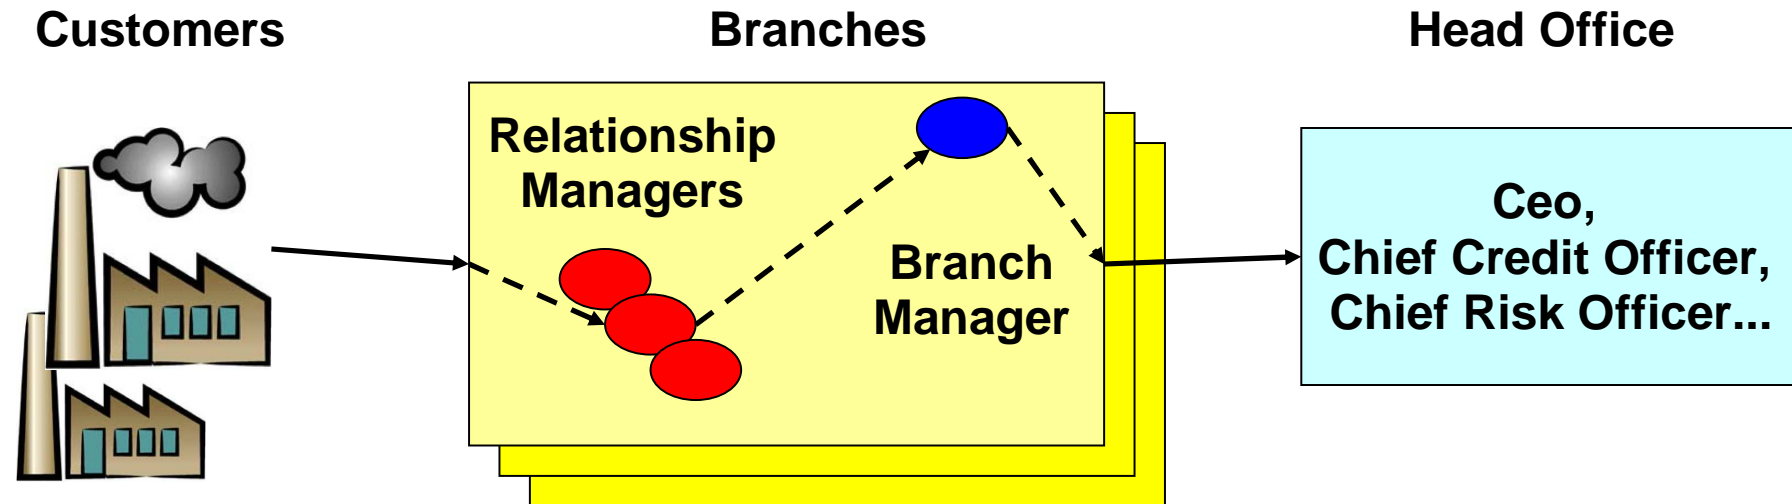 Customers
Branches
Head Office
Relationship
Managers
Branch
Manager
Ceo,
Chief Credit Officer,
Chief Risk Officer...